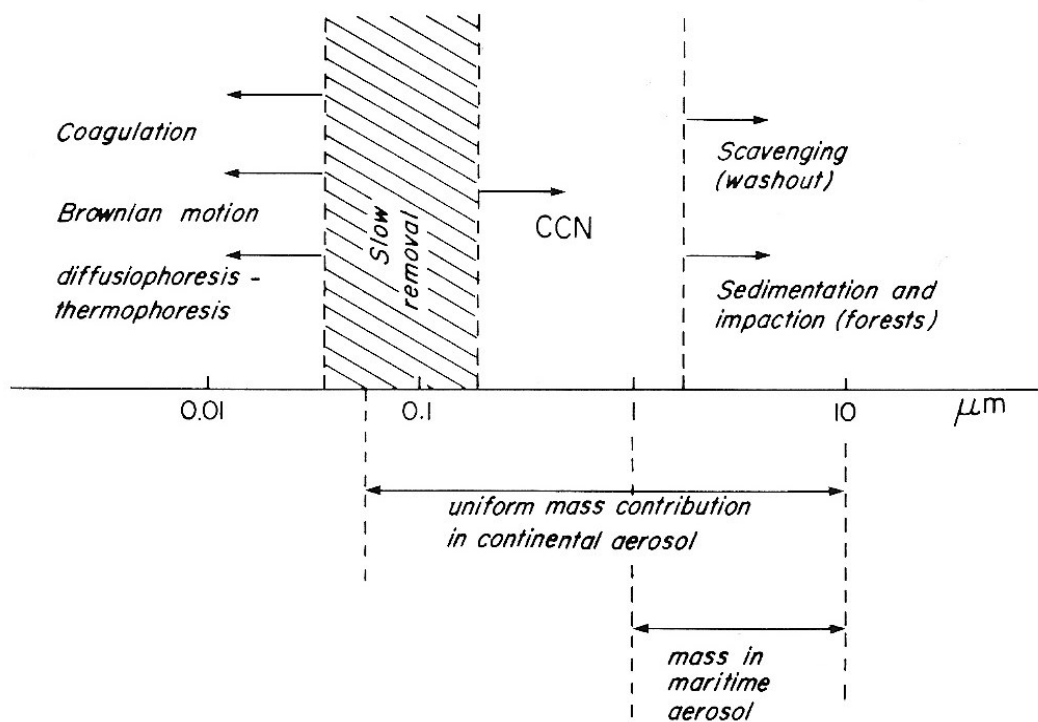 Coagulation
Brownian motion
diffusiophoresis -
thermophoresis
Slow
removal
CCN
Scavenging
(washout)
Sedimentation and
impaction (forests)
0.01
0.1
1
10
μm
uniform mass contribution
in continental aerosol
mass in
maritime
aerosol